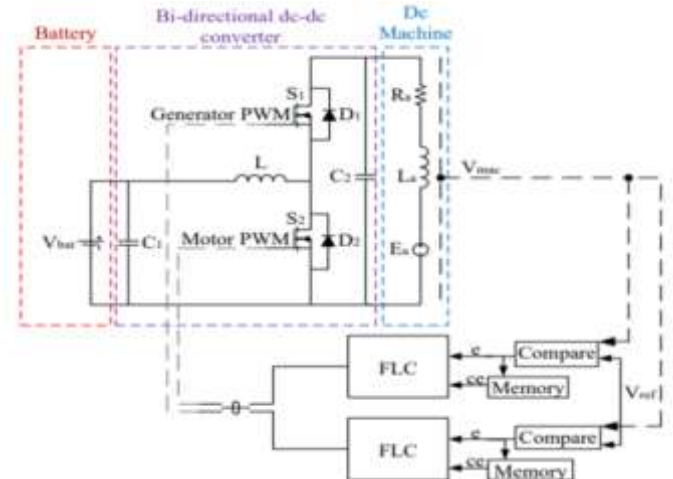 Battery
Bi-directional dc-dc
converter
Dc
Machine
S1
D1
Generator PWM
Ra
L
C2
La
Vmac
S2
D2
Motor PWM
Vbat
C1
Ea
FLC
e
ce
Compare
Memory
Vref
FLC
e
ce
Compare
Memory